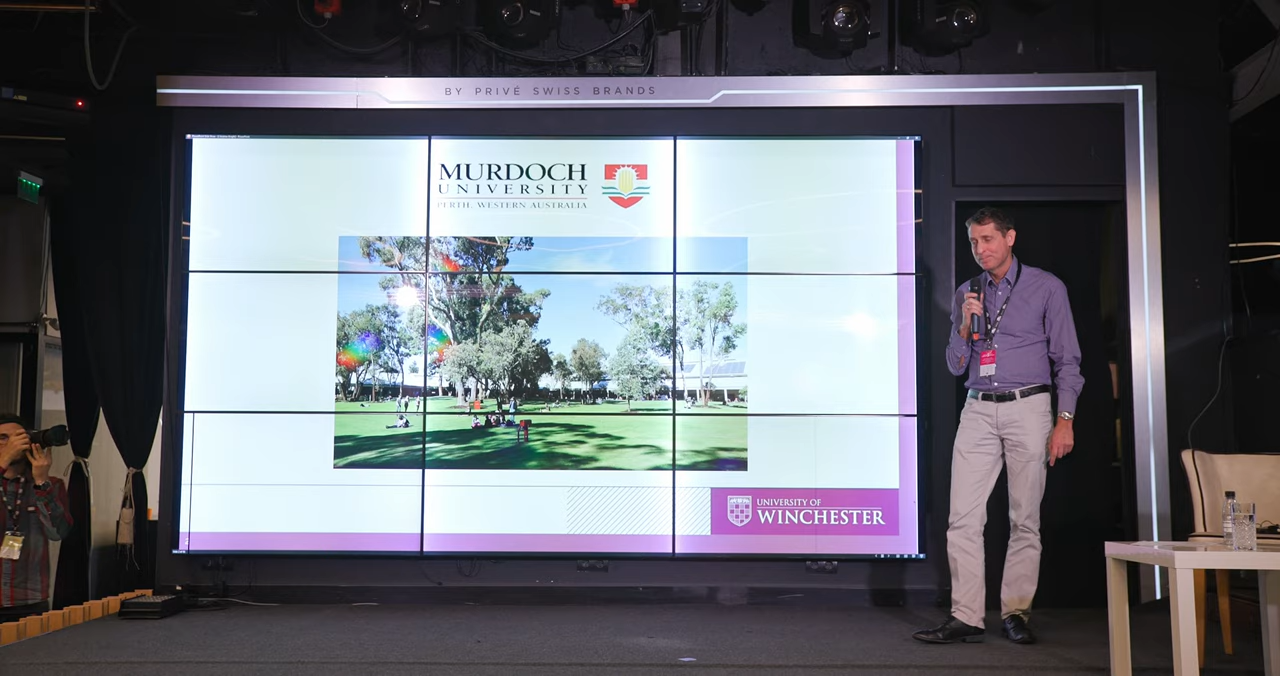 BY PRIVÉ SWISS BRANDS
MURDOCH
UNIVERSITY
PERTH, WESTERN AUSTRALIA
UNIVERSITY OF
WINCHESTER